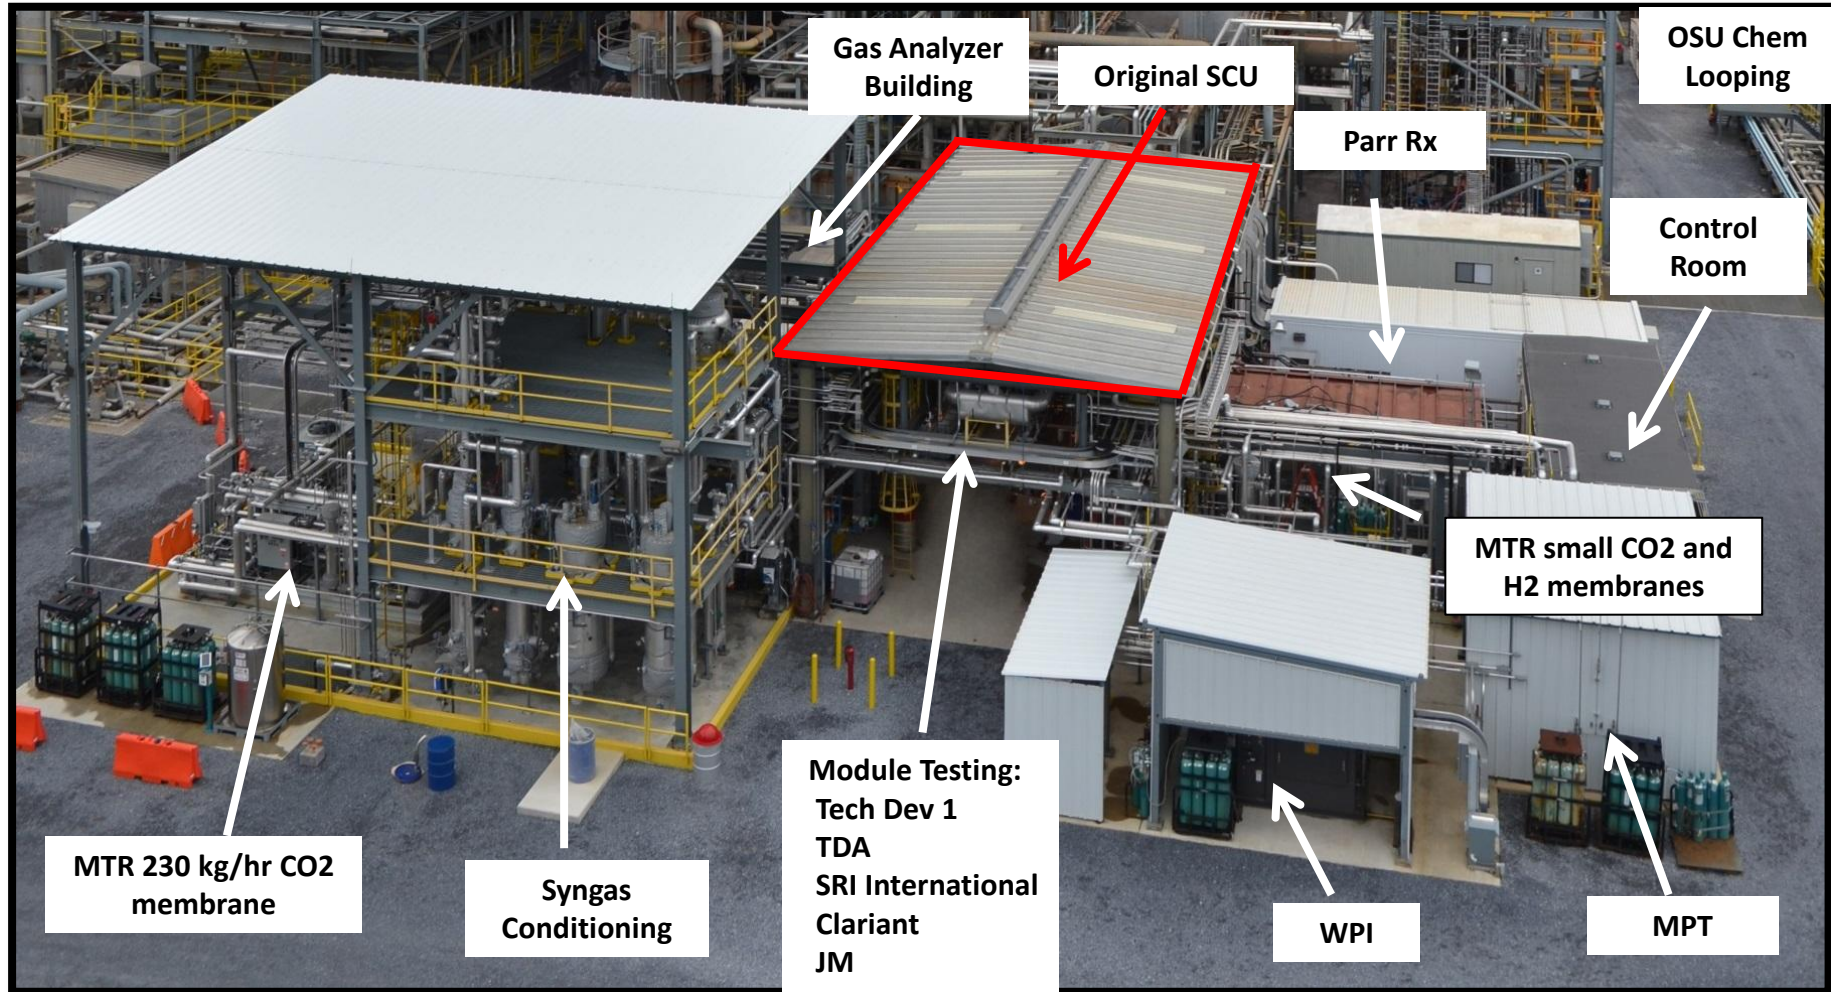 Gas Analyzer
Building
Original SCU
OSU Chem
Looping
Parr Rx
Control
Room
MTR small CO2 and
H2 membranes
Module Testing:
Tech Dev 1
TDA
SRI International
Clariant
JM
MTR 230 kg/hr CO2
membrane
Syngas
Conditioning
WPI
MPT